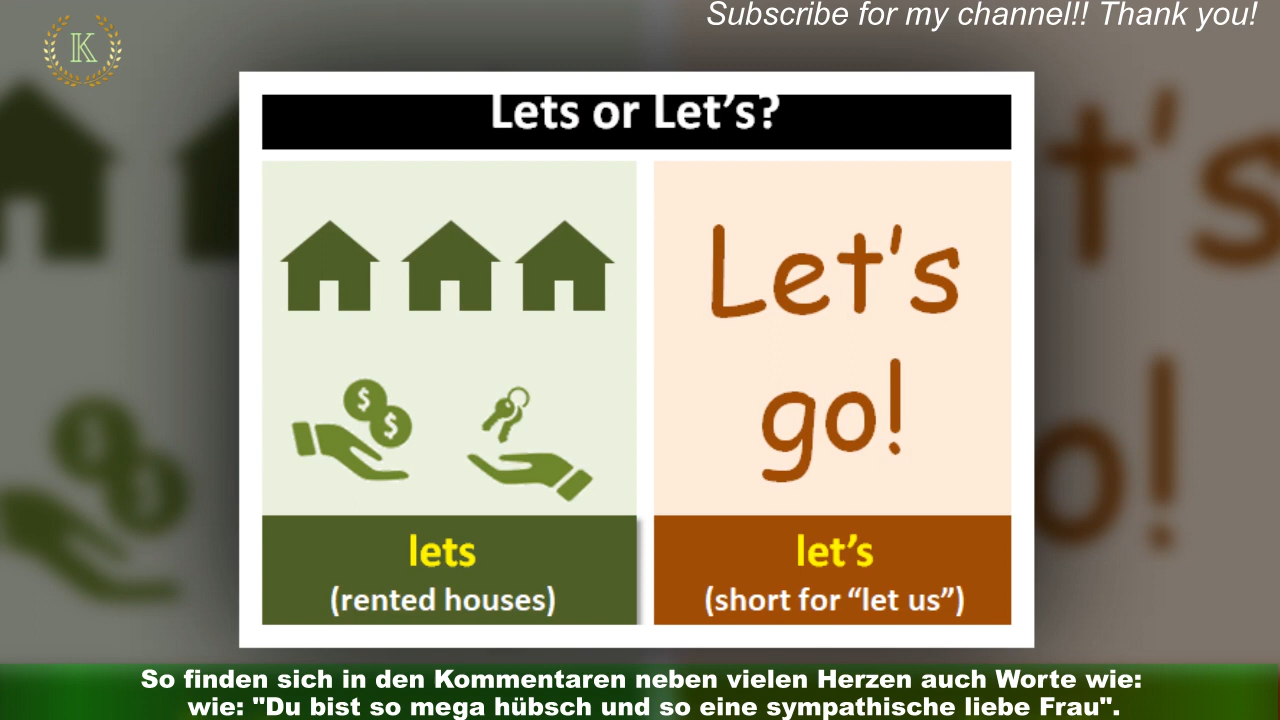 Subscribe for my channel!! Thank you!
K
Lets or Let's?
$
$
Let's
go!
lets
(rented houses)
let's
(short for “let us”)
So finden sich in den Kommentaren neben vielen Herzen auch Worte wie:
wie: "Du bist so mega hübsch und so eine sympathische liebe Frau".